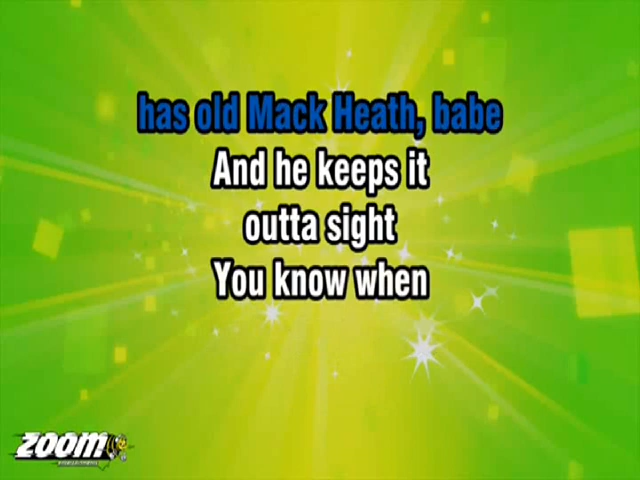 has old Mack Heath, babe
And he keeps it
outta sight
You know when
zoom